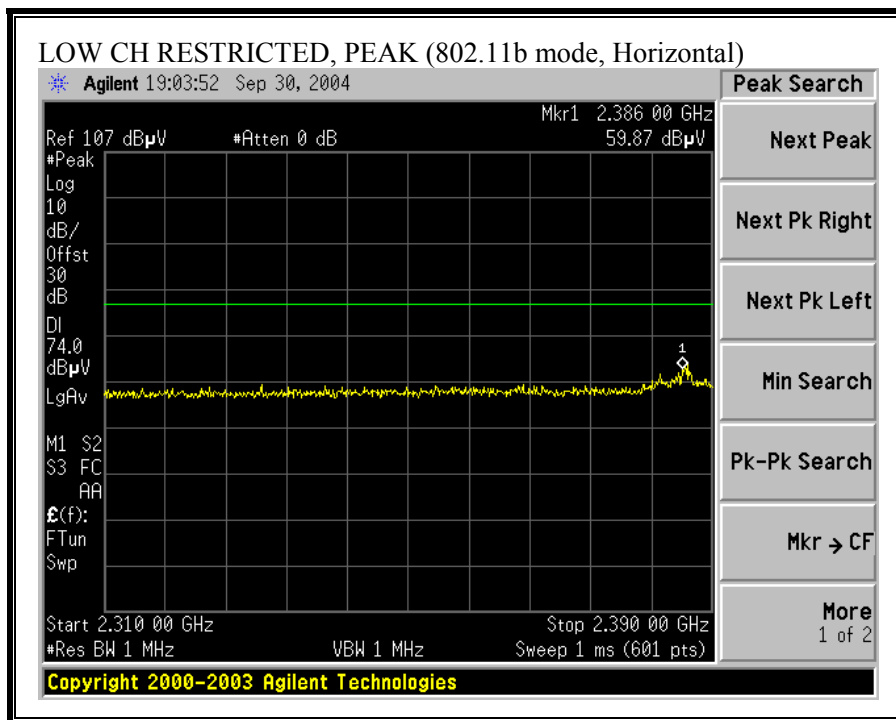 LOW CH RESTRICTED, PEAK (802.11b mode, Horizontal)
Agilent 19:03:52 Sep 30, 2004
Peak Search
Mkr1 2.386 00 GHz
Ref 107 dBµV #Atten 0 dB 59.87 dBµV
#Peak
Log
10
dB/
Offst
30
dB
DI
74.0
dBµV
LgAv
M1 S2
S3 FC
AA
£(f):
FTun
Swp
1
Start 2.310 00 GHz Stop 2.390 00 GHz
#Res BW 1 MHz VBW 1 MHz Sweep 1 ms (601 pts)
Copyright 2000-2003 Agilent Technologies
Next Peak
Next Pk Right
Next Pk Left
Min Search
Pk-Pk Search
Mkr → CF
More
1 of 2